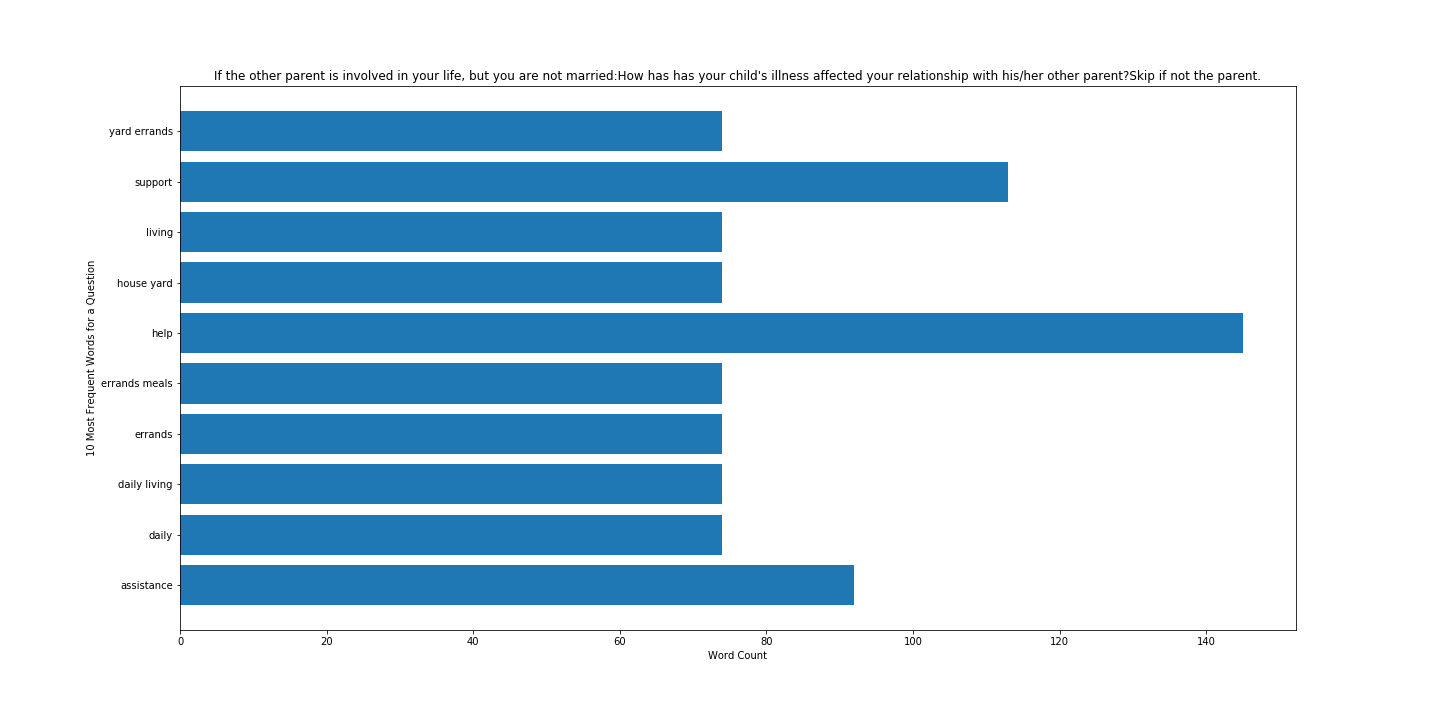 If the other parent is involved in your life, but you are not married:How has has your child's illness affected your relationship with his/her other parent?Skip if not the parent.
10 Most Frequent Words for a Question
yard errands
support
living
house yard
help
errands meals
errands
daily living
daily
assistance
0 20 40 60 80 100 120 140
Word Count